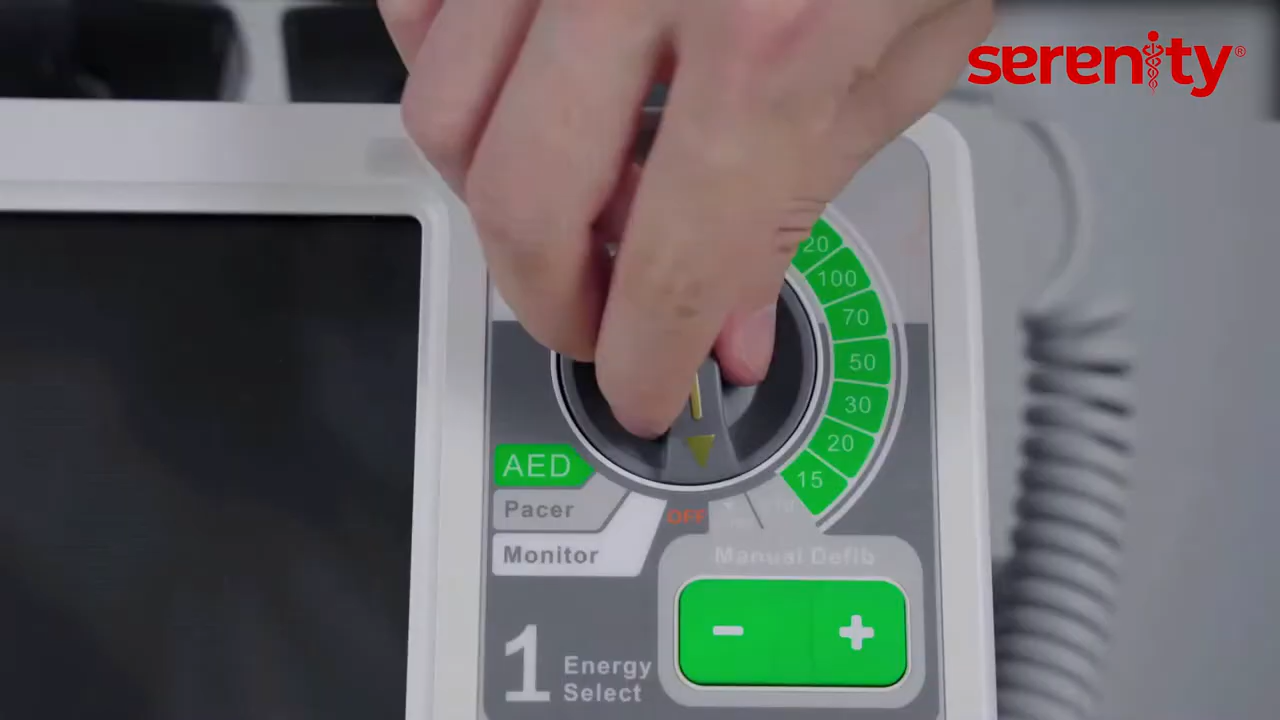 serenity®
20
100
70
50
30
20
15
AED
Pacer
OFF
Monitor
Manual Defib
- +
1 Energy
Select